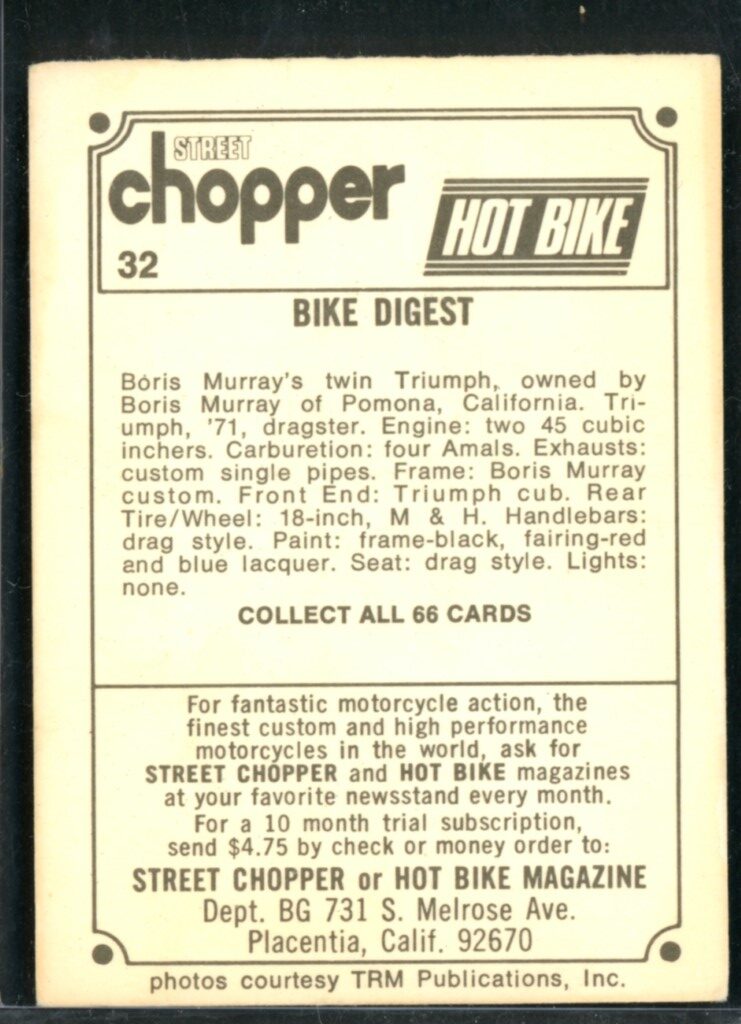 STREET
chopper
HOT BIKE
32
BIKE DIGEST
Boris Murray's twin Triumph, owned by
Boris Murray of Pomona, California. Tri-
umph, '71, dragster. Engine: two 45 cubic
inchers. Carburetion: four Amals. Exhausts:
custom single pipes. Frame: Boris Murray
custom. Front End: Triumph cub. Rear
Tire/Wheel: 18-inch, M & H. Handlebars:
drag style. Paint: frame-black, fairing-red
and blue lacquer. Seat: drag style. Lights:
none.
COLLECT ALL 66 CARDS
For fantastic motorcycle action, the
finest custom and high performance
motorcycles in the world, ask for
STREET CHOPPER and HOT BIKE magazines
at your favorite newsstand every month.
For a 10 month trial subscription,
send $4.75 by check or money order to:
STREET CHOPPER or HOT BIKE MAGAZINE
Dept. BG 731 S. Melrose Ave.
Placentia, Calif. 92670
photos courtesy TRM Publications, Inc.